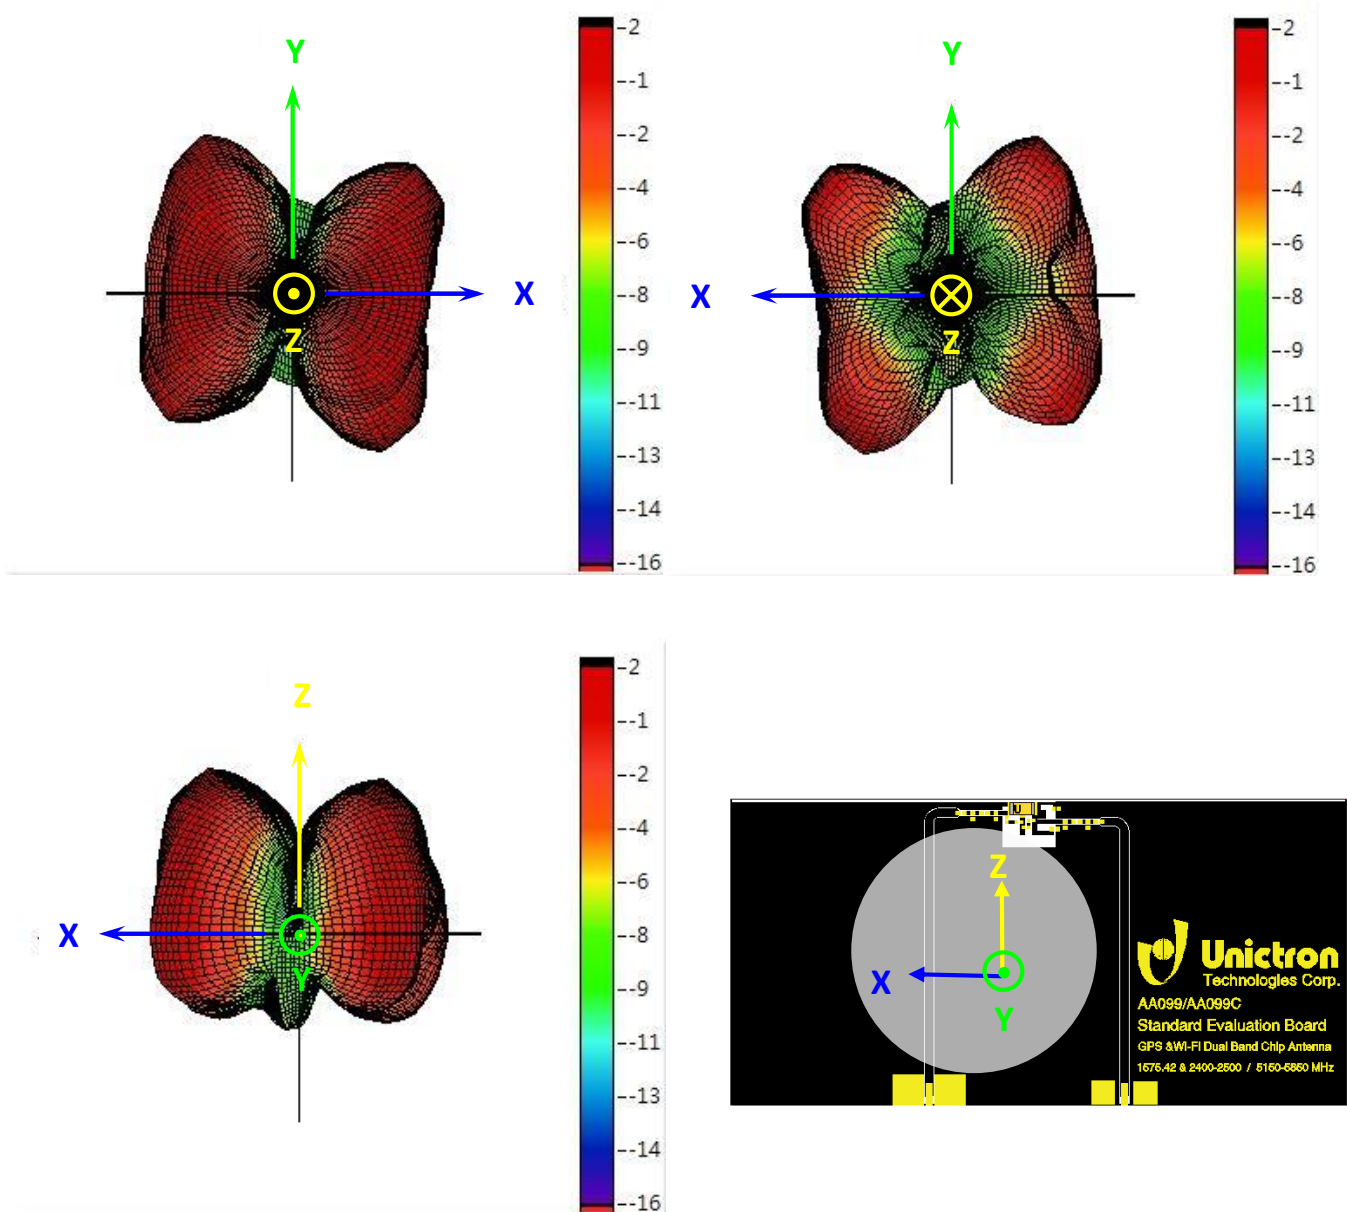 Y
X
Z
-2
--1
--2
--4
--6
--8
--9
--11
--13
--14
--16
Y
X
Z
-2
--1
--2
--4
--6
--8
--9
--11
--13
--14
--16
Z
X
Y
-2
--1
--2
--4
--6
--8
--9
--11
--13
--14
--16
Z
X
Y
Unictron
Technologies Corp.
AA099/AA099C
Standard Evaluation Board
GPS &WI-FI Dual Band Chip Antenna
1575.42 & 2400-2500 / 5150-5850 MHz